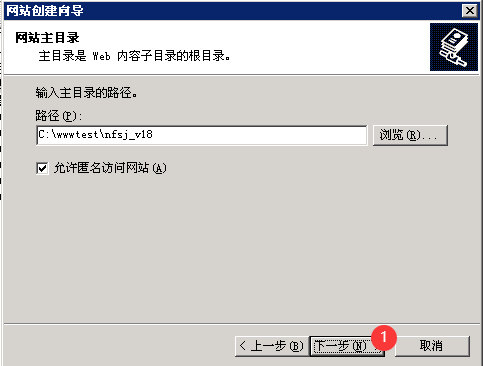 网站创建向导
网站主目录
主目录是 Web 内容子目录的根目录。
输入主目录的路径。
路径(P):
C:\wwwtest\nfsj_v18
浏览(R)...
允许匿名访问网站(A)
< 上一步(B) 下一步(N) 1 取消